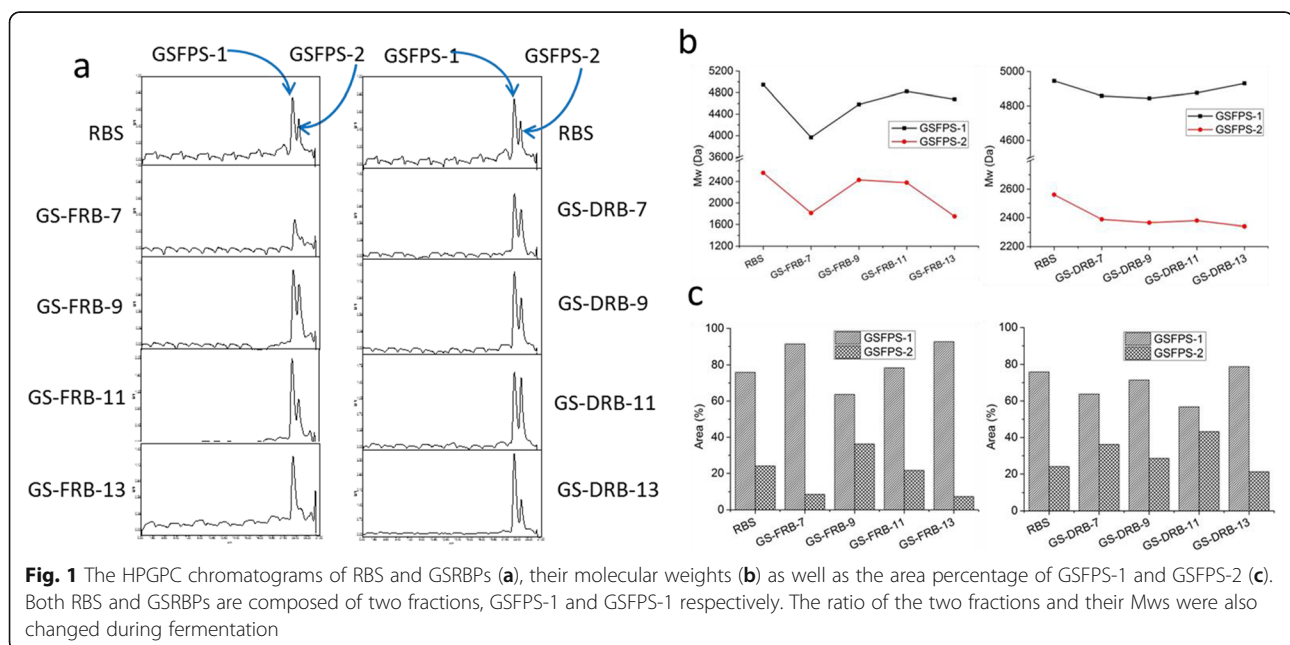 a
GSFPS-1
GSFPS-2
GSFPS-1
GSFPS-2
RBS
RBS
GS-FRB-7
GS-DRB-7
GS-FRB-9
GS-DRB-9
GS-FRB-11
GS-DRB-11
GS-FRB-13
GS-DRB-13
b
5200
4800
4400
4000
3600
2400
2000
1600
1200
Mw (Da)
GSFPS-1
GSFPS-2
RBS
GS-FRB-7
GS-FRB-9
GS-FRB-11
GS-FRB-13
5000
4800
4600
2600
2400
2200
Mw (Da)
GSFPS-1
GSFPS-2
RBS
GS-DRB-7
GS-DRB-9
GS-DRB-11
GS-DRB-13
c
100
80
60
40
20
0
Area (%)
GSFPS-1
GSFPS-2
RBS
GS-FRB-7
GS-FRB-9
GS-FRB-11
GS-FRB-13
100
80
60
40
20
0
Area (%)
GSFPS-1
GSFPS-2
RBS
GS-DRB-7
GS-DRB-9
GS-DRB-11
GS-DRB-13
Fig. 1 The HPGPC chromatograms of RBS and GSRBPs (a), their molecular weights (b) as well as the area percentage of GSFPS-1 and GSFPS-2 (c).
Both RBS and GSRBPs are composed of two fractions, GSFPS-1 and GSFPS-1 respectively. The ratio of the two fractions and their Mws were also
changed during fermentation